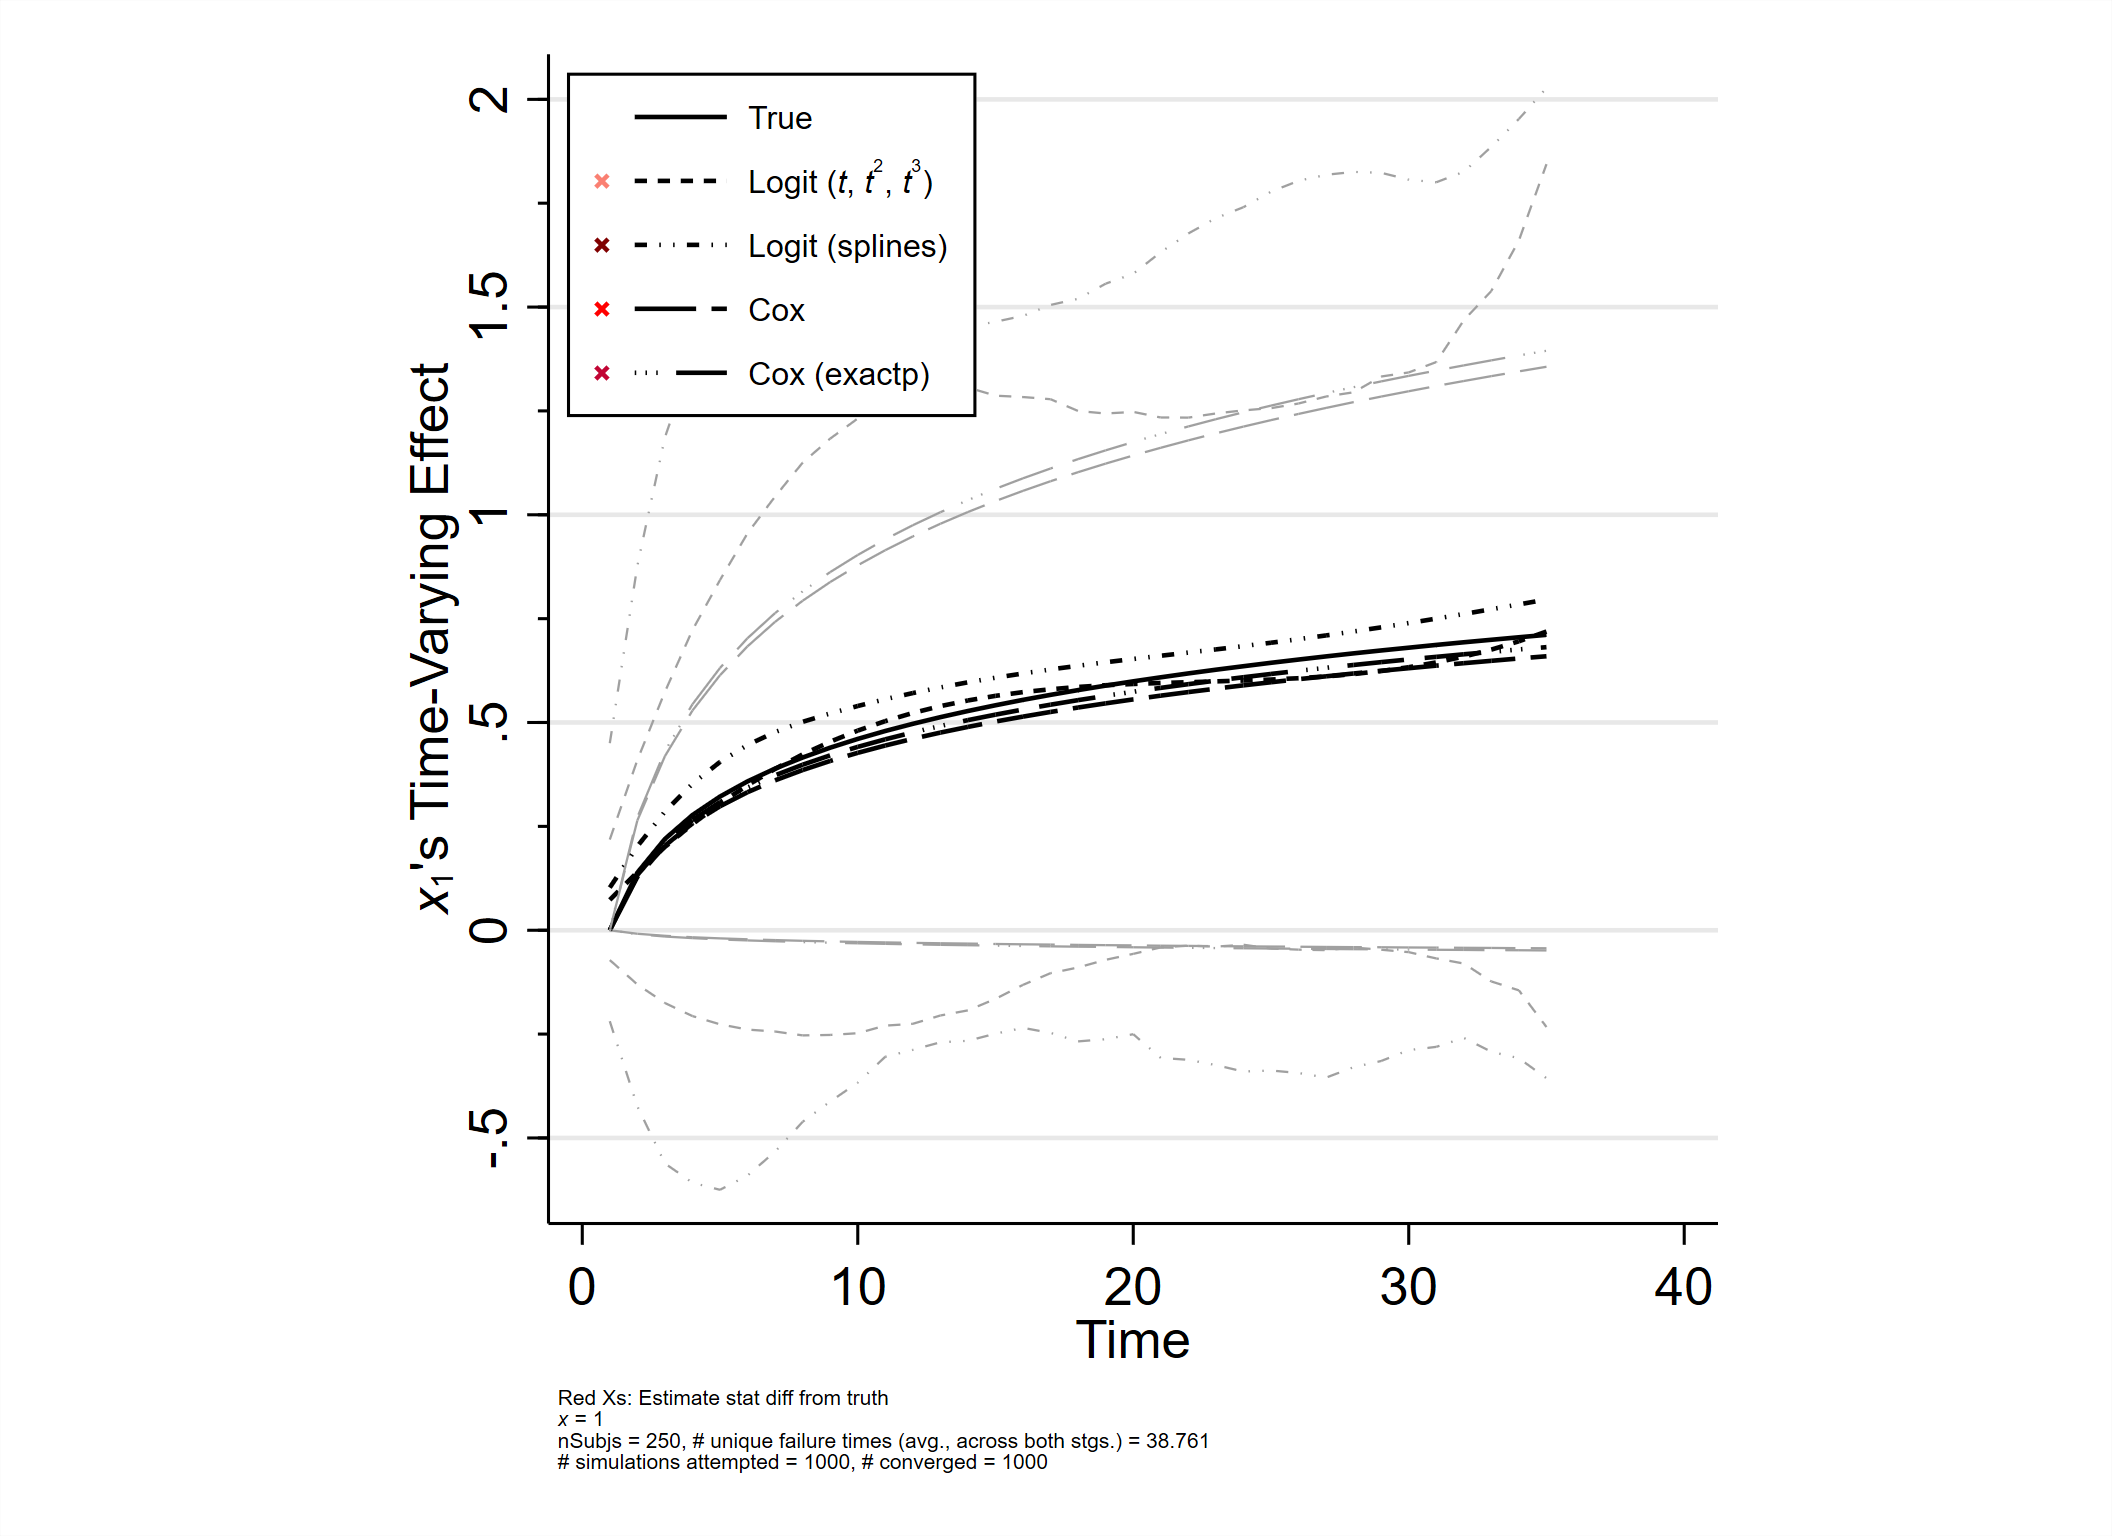 True
Logit (t, t², t³)
Logit (splines)
Cox
Cox (exactp)
x₁'s Time-Varying Effect
2
1.5
1
.5
0
-.5
0 10 20 30 40
Time
Red Xs: Estimate stat diff from truth
x = 1
nSubjs = 250, # unique failure times (avg., across both stgs.) = 38.761
# simulations attempted = 1000, # converged = 1000